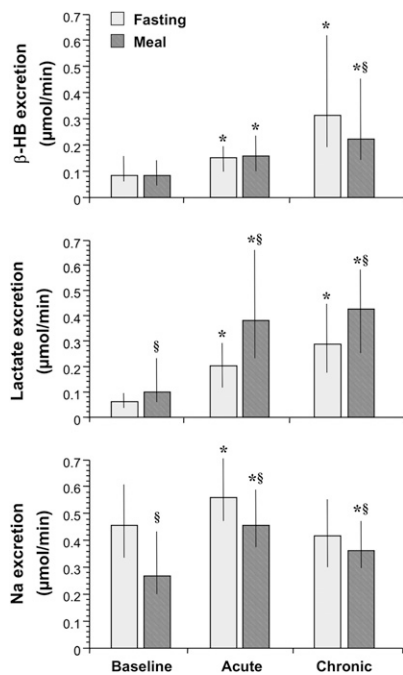 Fasting
Meal
β-HB excretion
(μmol/min)
0.7
0.6
0.5
0.4
0.3
0.2
0.1
0
* * * *§
Lactate excretion
(μmol/min)
0.7
0.6
0.5
0.4
0.3
0.2
0.1
0
§ * *§ * *§
Na excretion
(μmol/min)
0.7
0.6
0.5
0.4
0.3
0.2
0.1
0
§ * *§ *§
Baseline Acute Chronic